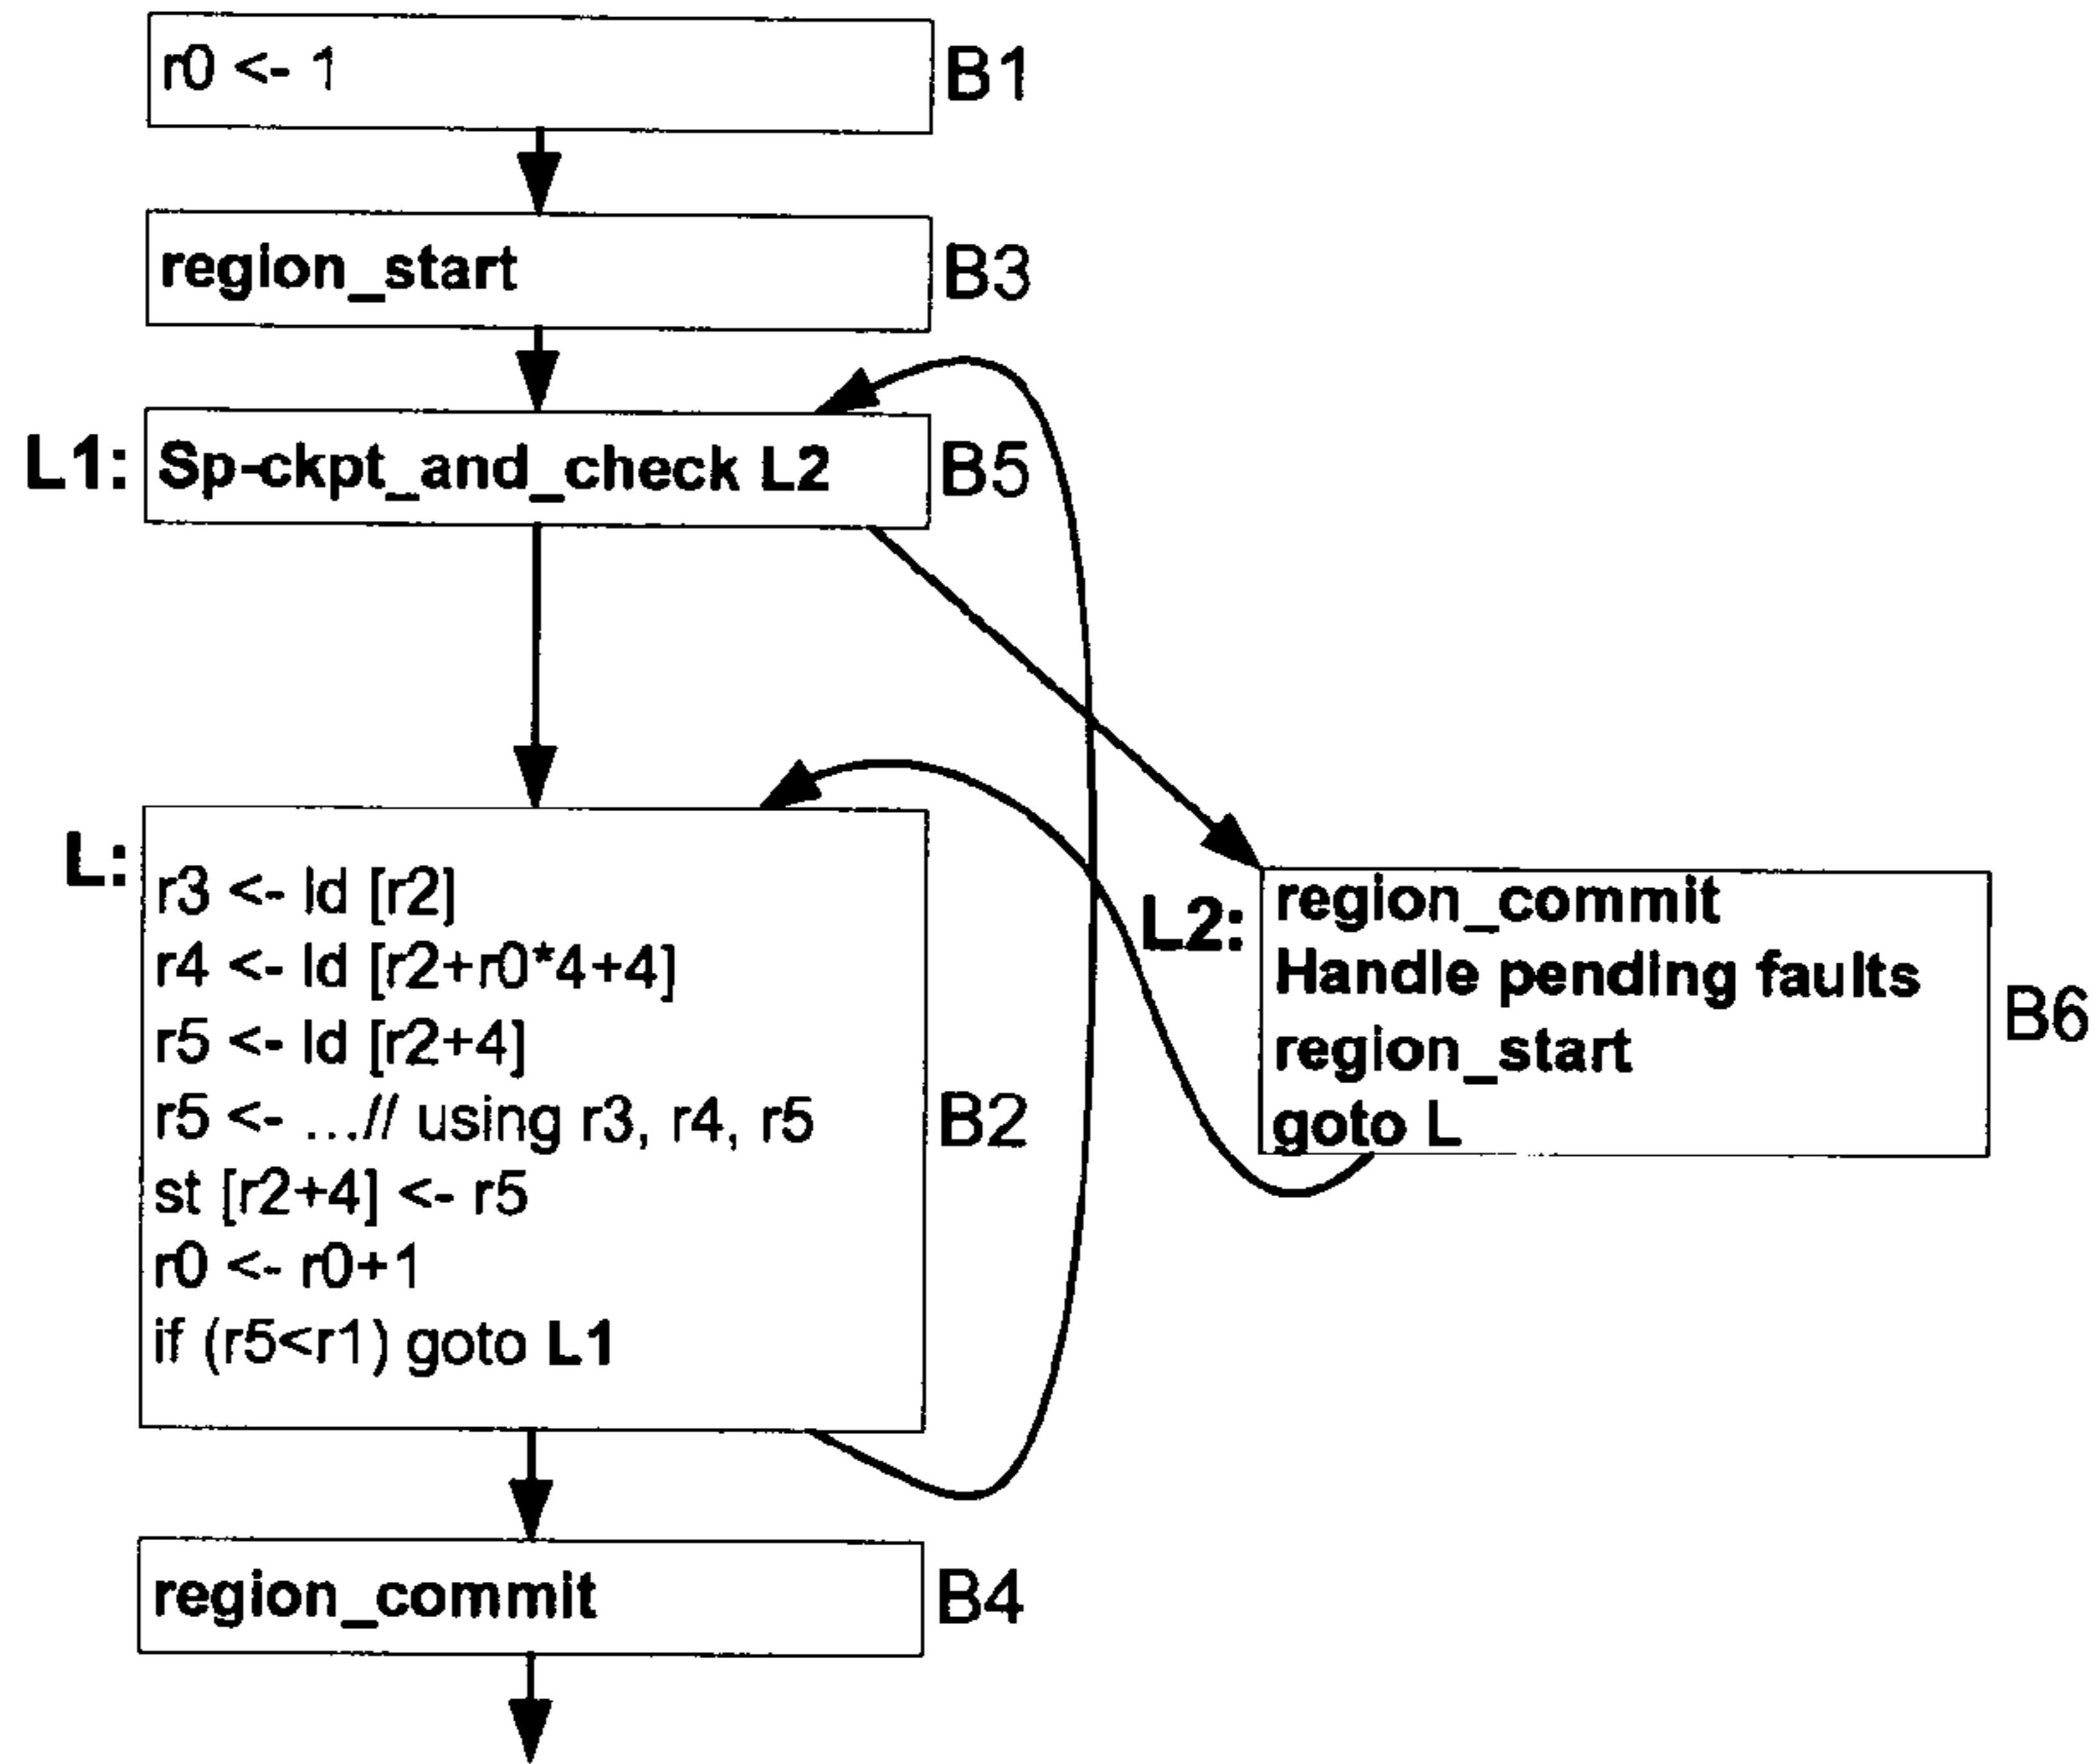 r0 <- 1
B1
region_start
B3
L1:
Sp-ckpt_and_check L2
B5
L:
r3 <- ld [r2]
r4 <- ld [r2+r0*4+4]
r5 <- ld [r2+4]
r5 <- ...// using r3, r4, r5
st [r2+4] <- r5
r0 <- r0+1
if (r5<r1) goto L1
B2
L2:
region_commit
Handle pending faults
region_start
goto L
B6
region_commit
B4